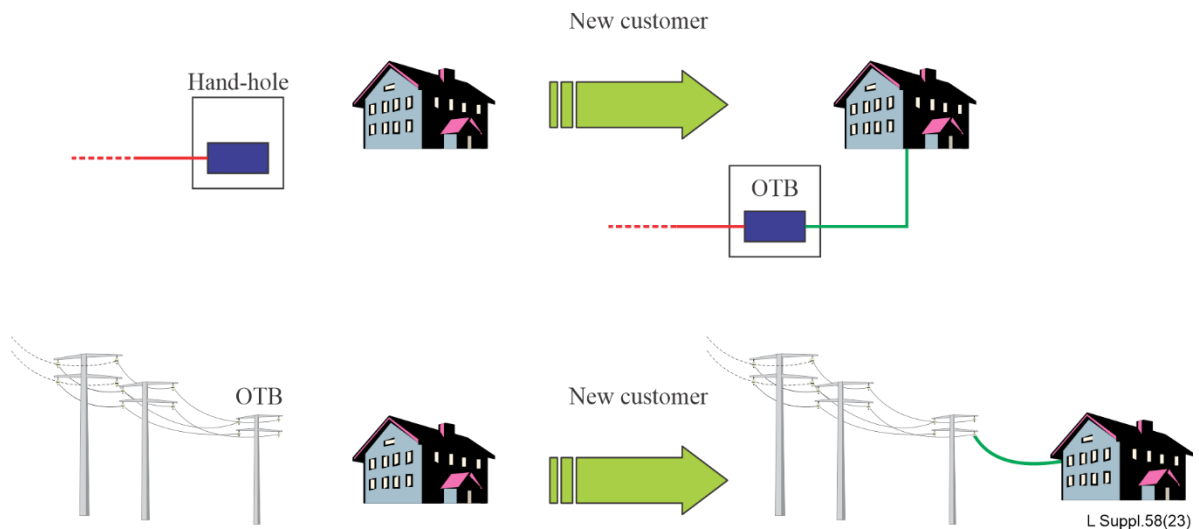 New customer
Hand-hole
OTB
OTB
New customer
L Suppl.58(23)